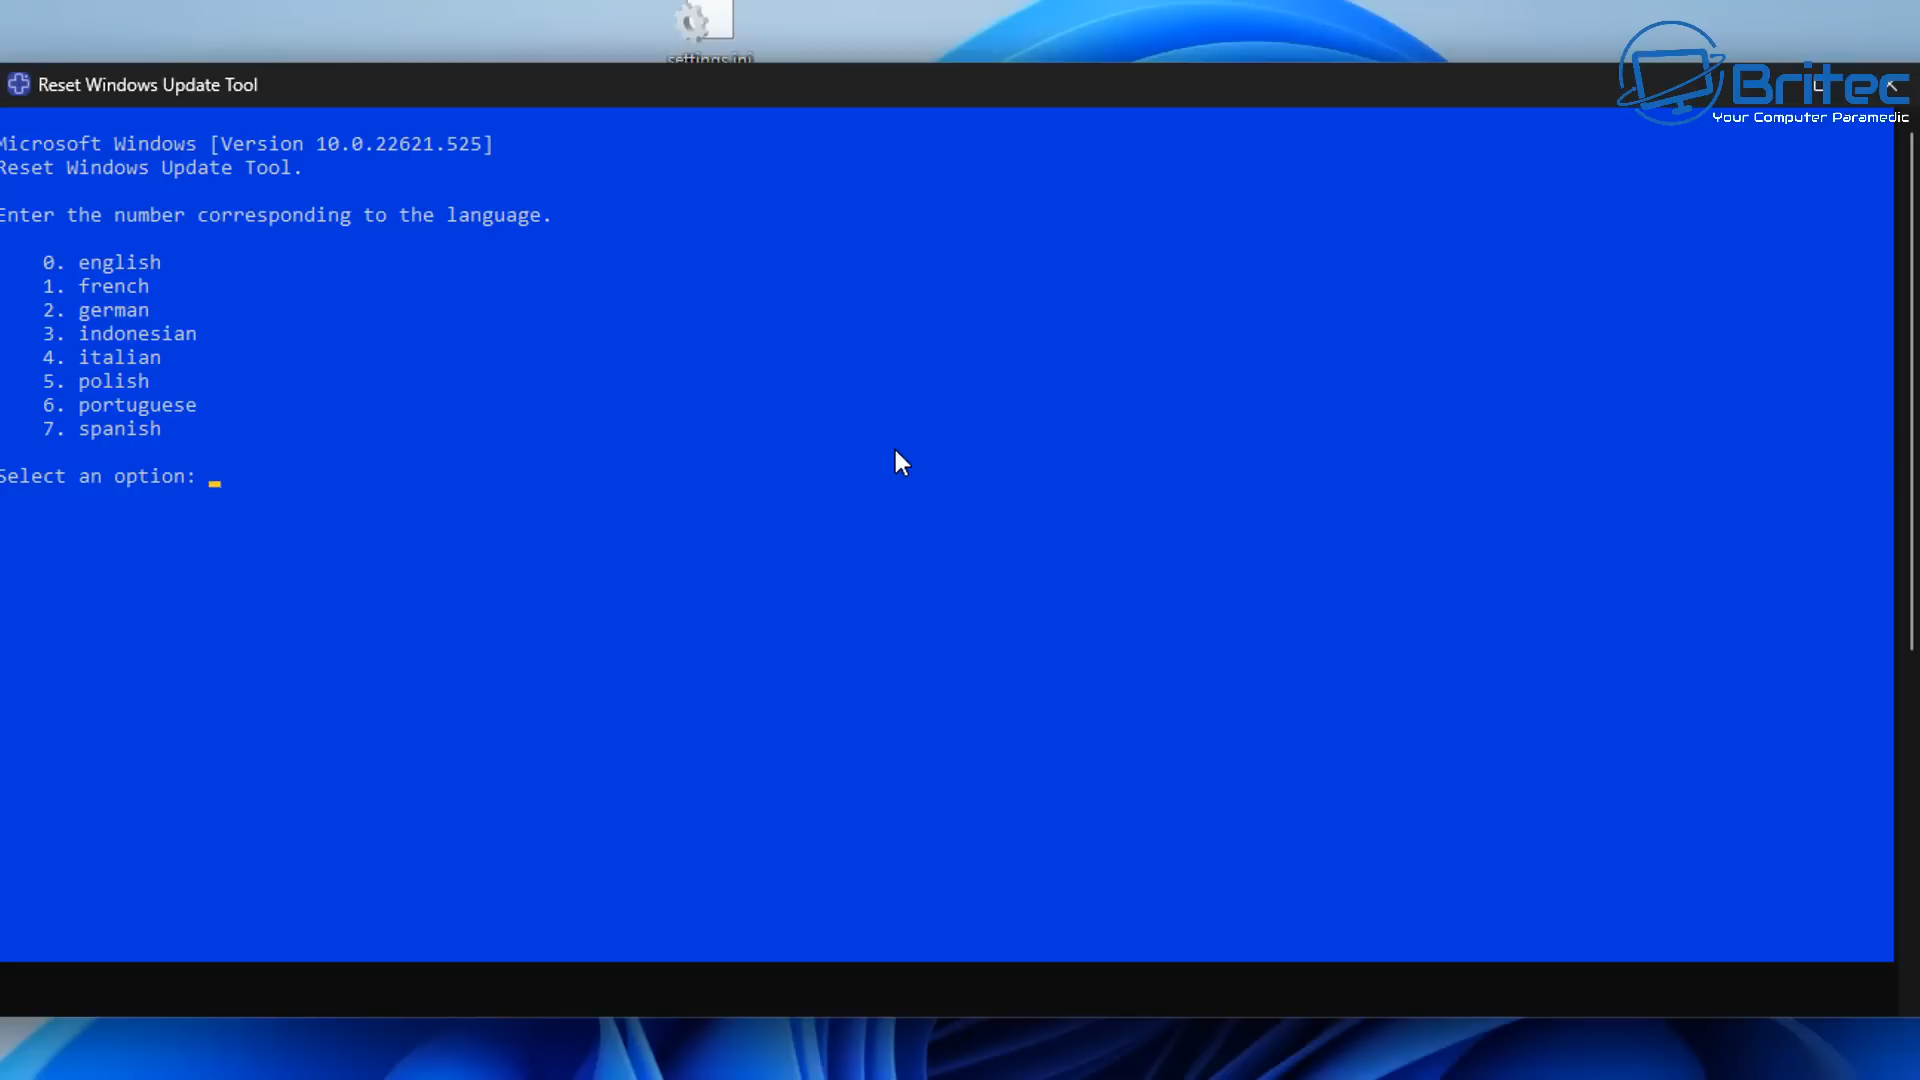 settings.ini
Reset Windows Update Tool
Britec
Your Computer Paramedic
Microsoft Windows [Version 10.0.22621.525]
Reset Windows Update Tool.
Enter the number corresponding to the language.
0. english
1. french
2. german
3. indonesian
4. italian
5. polish
6. portuguese
7. spanish
Select an option: